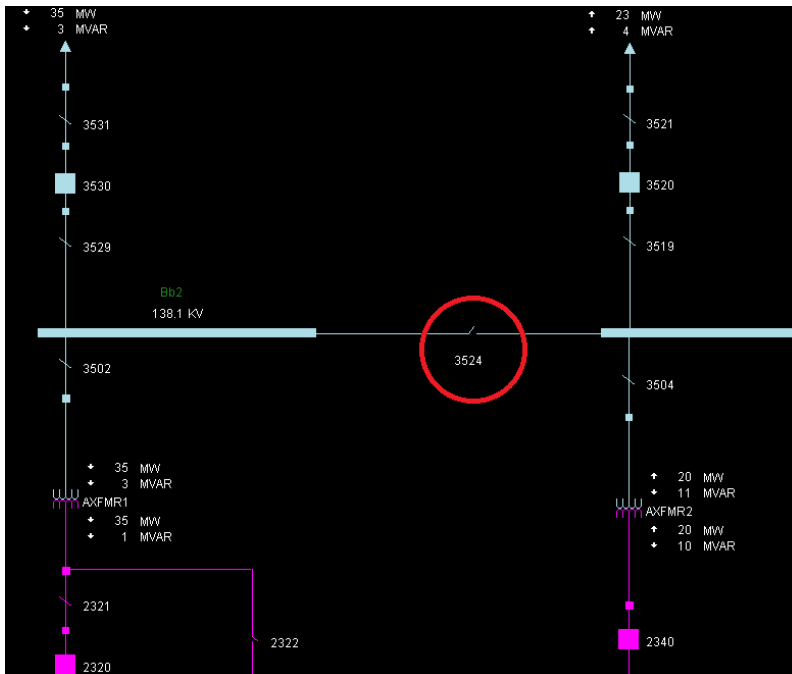 35 MW
3 MVAR
23 MW
4 MVAR
3531
3521
3530
3520
3529
3519
Bb2
138.1 KV
3524
3502
3504
35 MW
3 MVAR
AXFMR1
35 MW
1 MVAR
20 MW
11 MVAR
AXFMR2
20 MW
10 MVAR
2321
2322
2340
2320